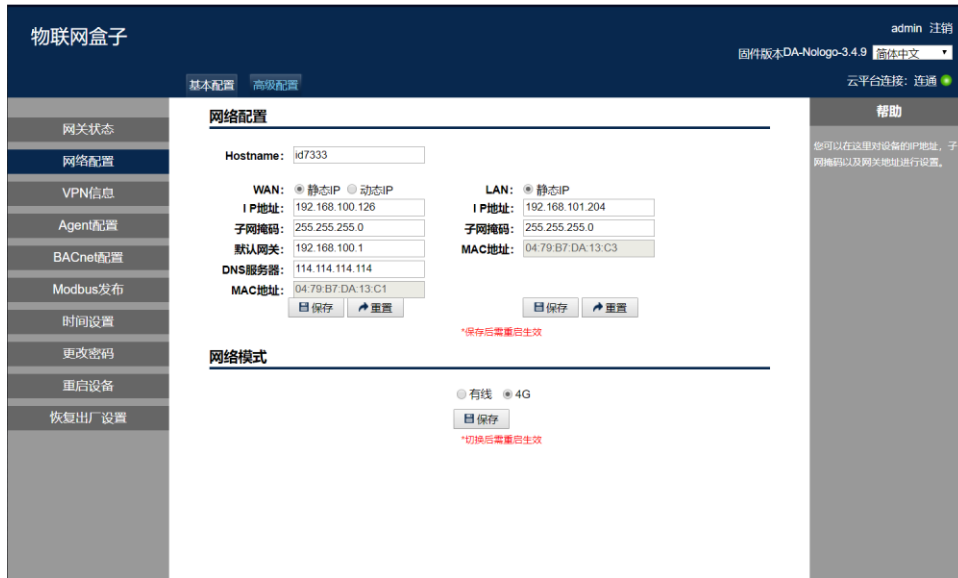 物联网盒子
admin 注销
固件版本DA-Nologo-3.4.9 简体中文
基本配置 高级配置
云平台连接：连通
网关状态
网络配置
VPN信息
Agent配置
BACnet配置
Modbus发布
时间设置
更改密码
重启设备
恢复出厂设置
网络配置
Hostname: id7333
WAN: 静态IP 动态IP
I P地址: 192.168.100.126
子网掩码: 255.255.255.0
默认网关: 192.168.100.1
DNS服务器: 114.114.114.114
MAC地址: 04:79:B7:DA:13:C1
保存 重置
LAN: 静态IP
I P地址: 192.168.101.204
子网掩码: 255.255.255.0
MAC地址: 04:79:B7:DA:13:C3
保存 重置
*保存后需重启生效
网络模式
有线 4G
保存
*切换后需重启生效
帮助
您可以在这里对设备的IP地址，子
网掩码以及网关地址进行设置。